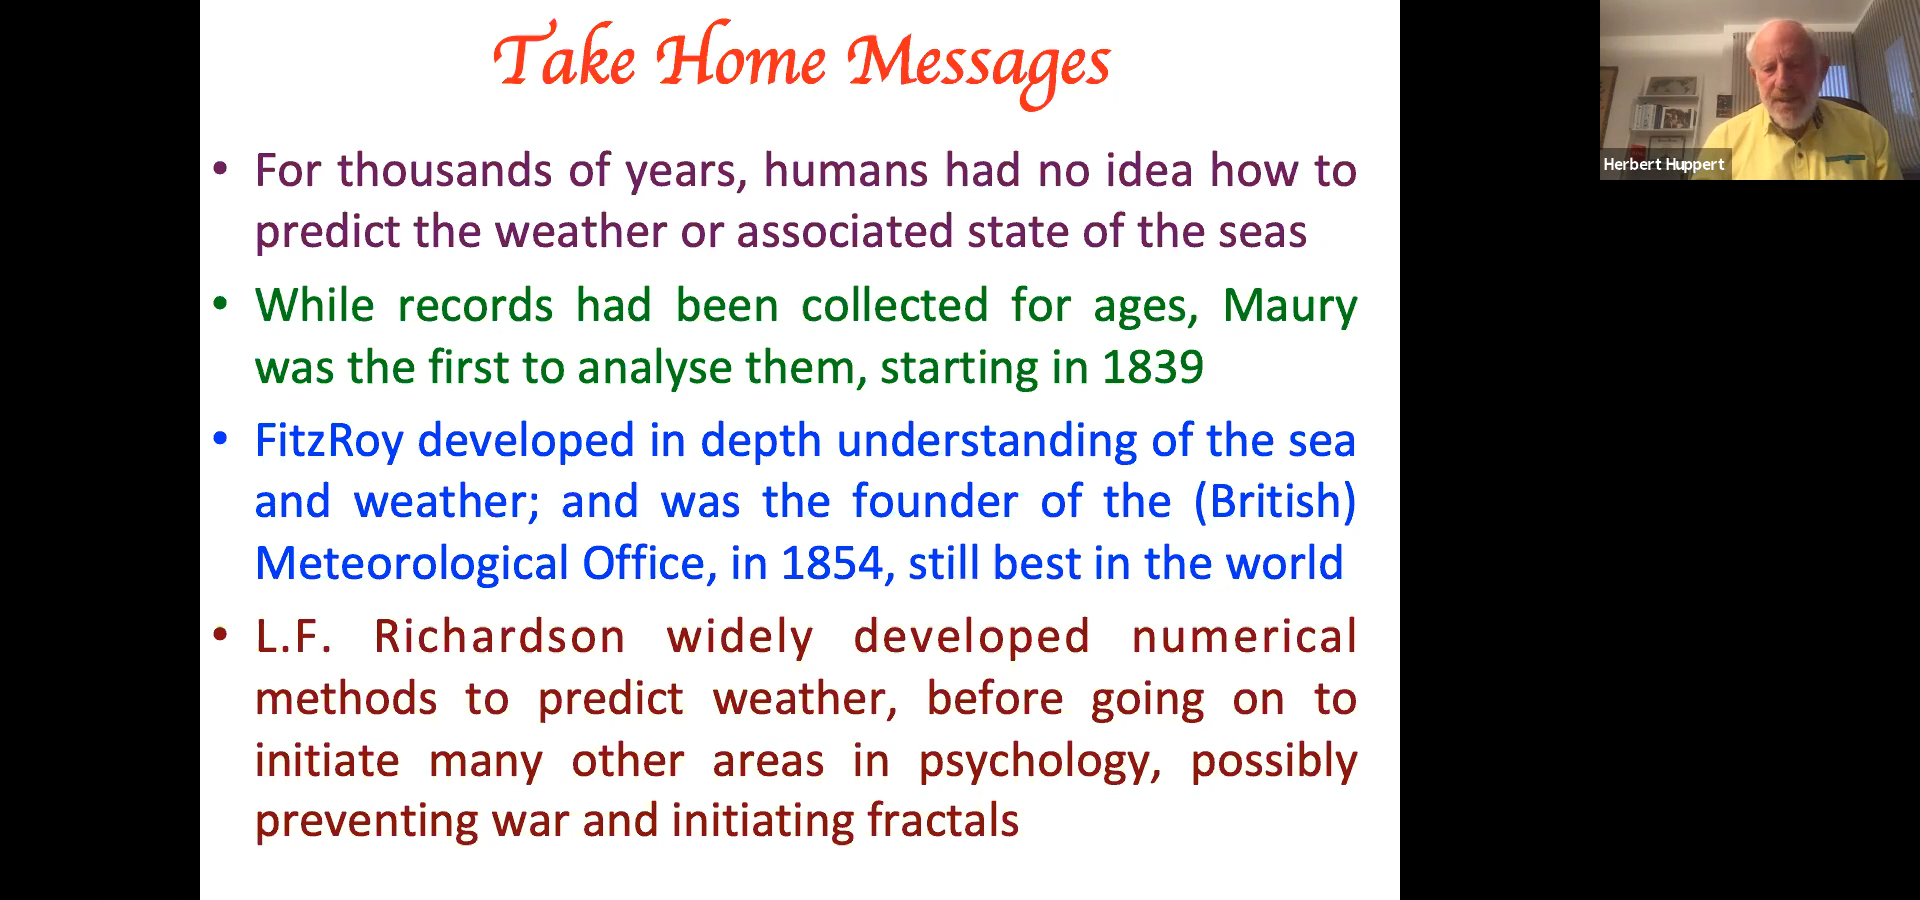 Take Home Messages
• For thousands of years, humans had no idea how to
predict the weather or associated state of the seas
• While records had been collected for ages, Maury
was the first to analyse them, starting in 1839
• FitzRoy developed in depth understanding of the sea
and weather; and was the founder of the (British)
Meteorological Office, in 1854, still best in the world
• L.F. Richardson widely developed numerical
methods to predict weather, before going on to
initiate many other areas in psychology, possibly
preventing war and initiating fractals
Herbert Huppert